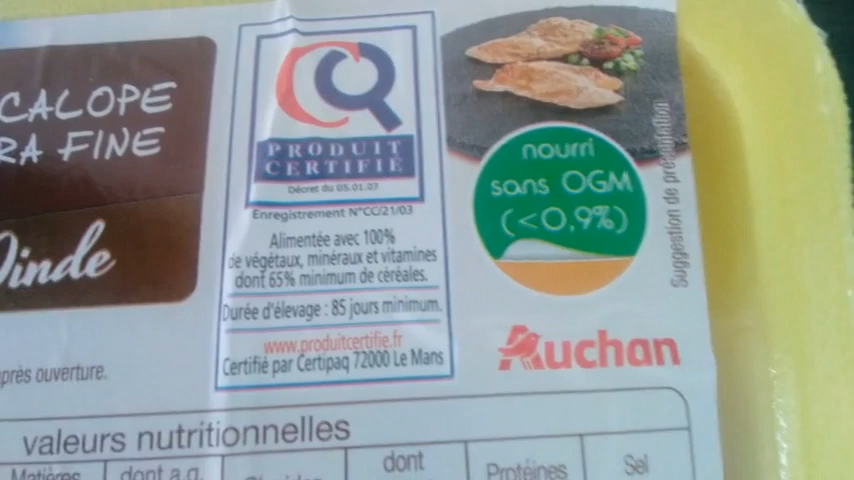 CALOPE
RA FINE
Dinde
PRODUIT
CERTIFIÉ
Décret du 05.01.07
Enregistrement N°CC/21/03
Alimentée avec 100%
de végétaux, minéraux et vitamines
dont 65% minimum de céréales.
Durée d'élevage : 85 jours minimum.
www.produitcertifie.fr
Certifié par Certipaq 72000 Le Mans
nourri
sans OGM
(<0,9%)
Suggestion de présentation
Auchan
après ouverture.
valeurs nutritionnelles
Matières
dont a.g.
dont
Protéines
Sel